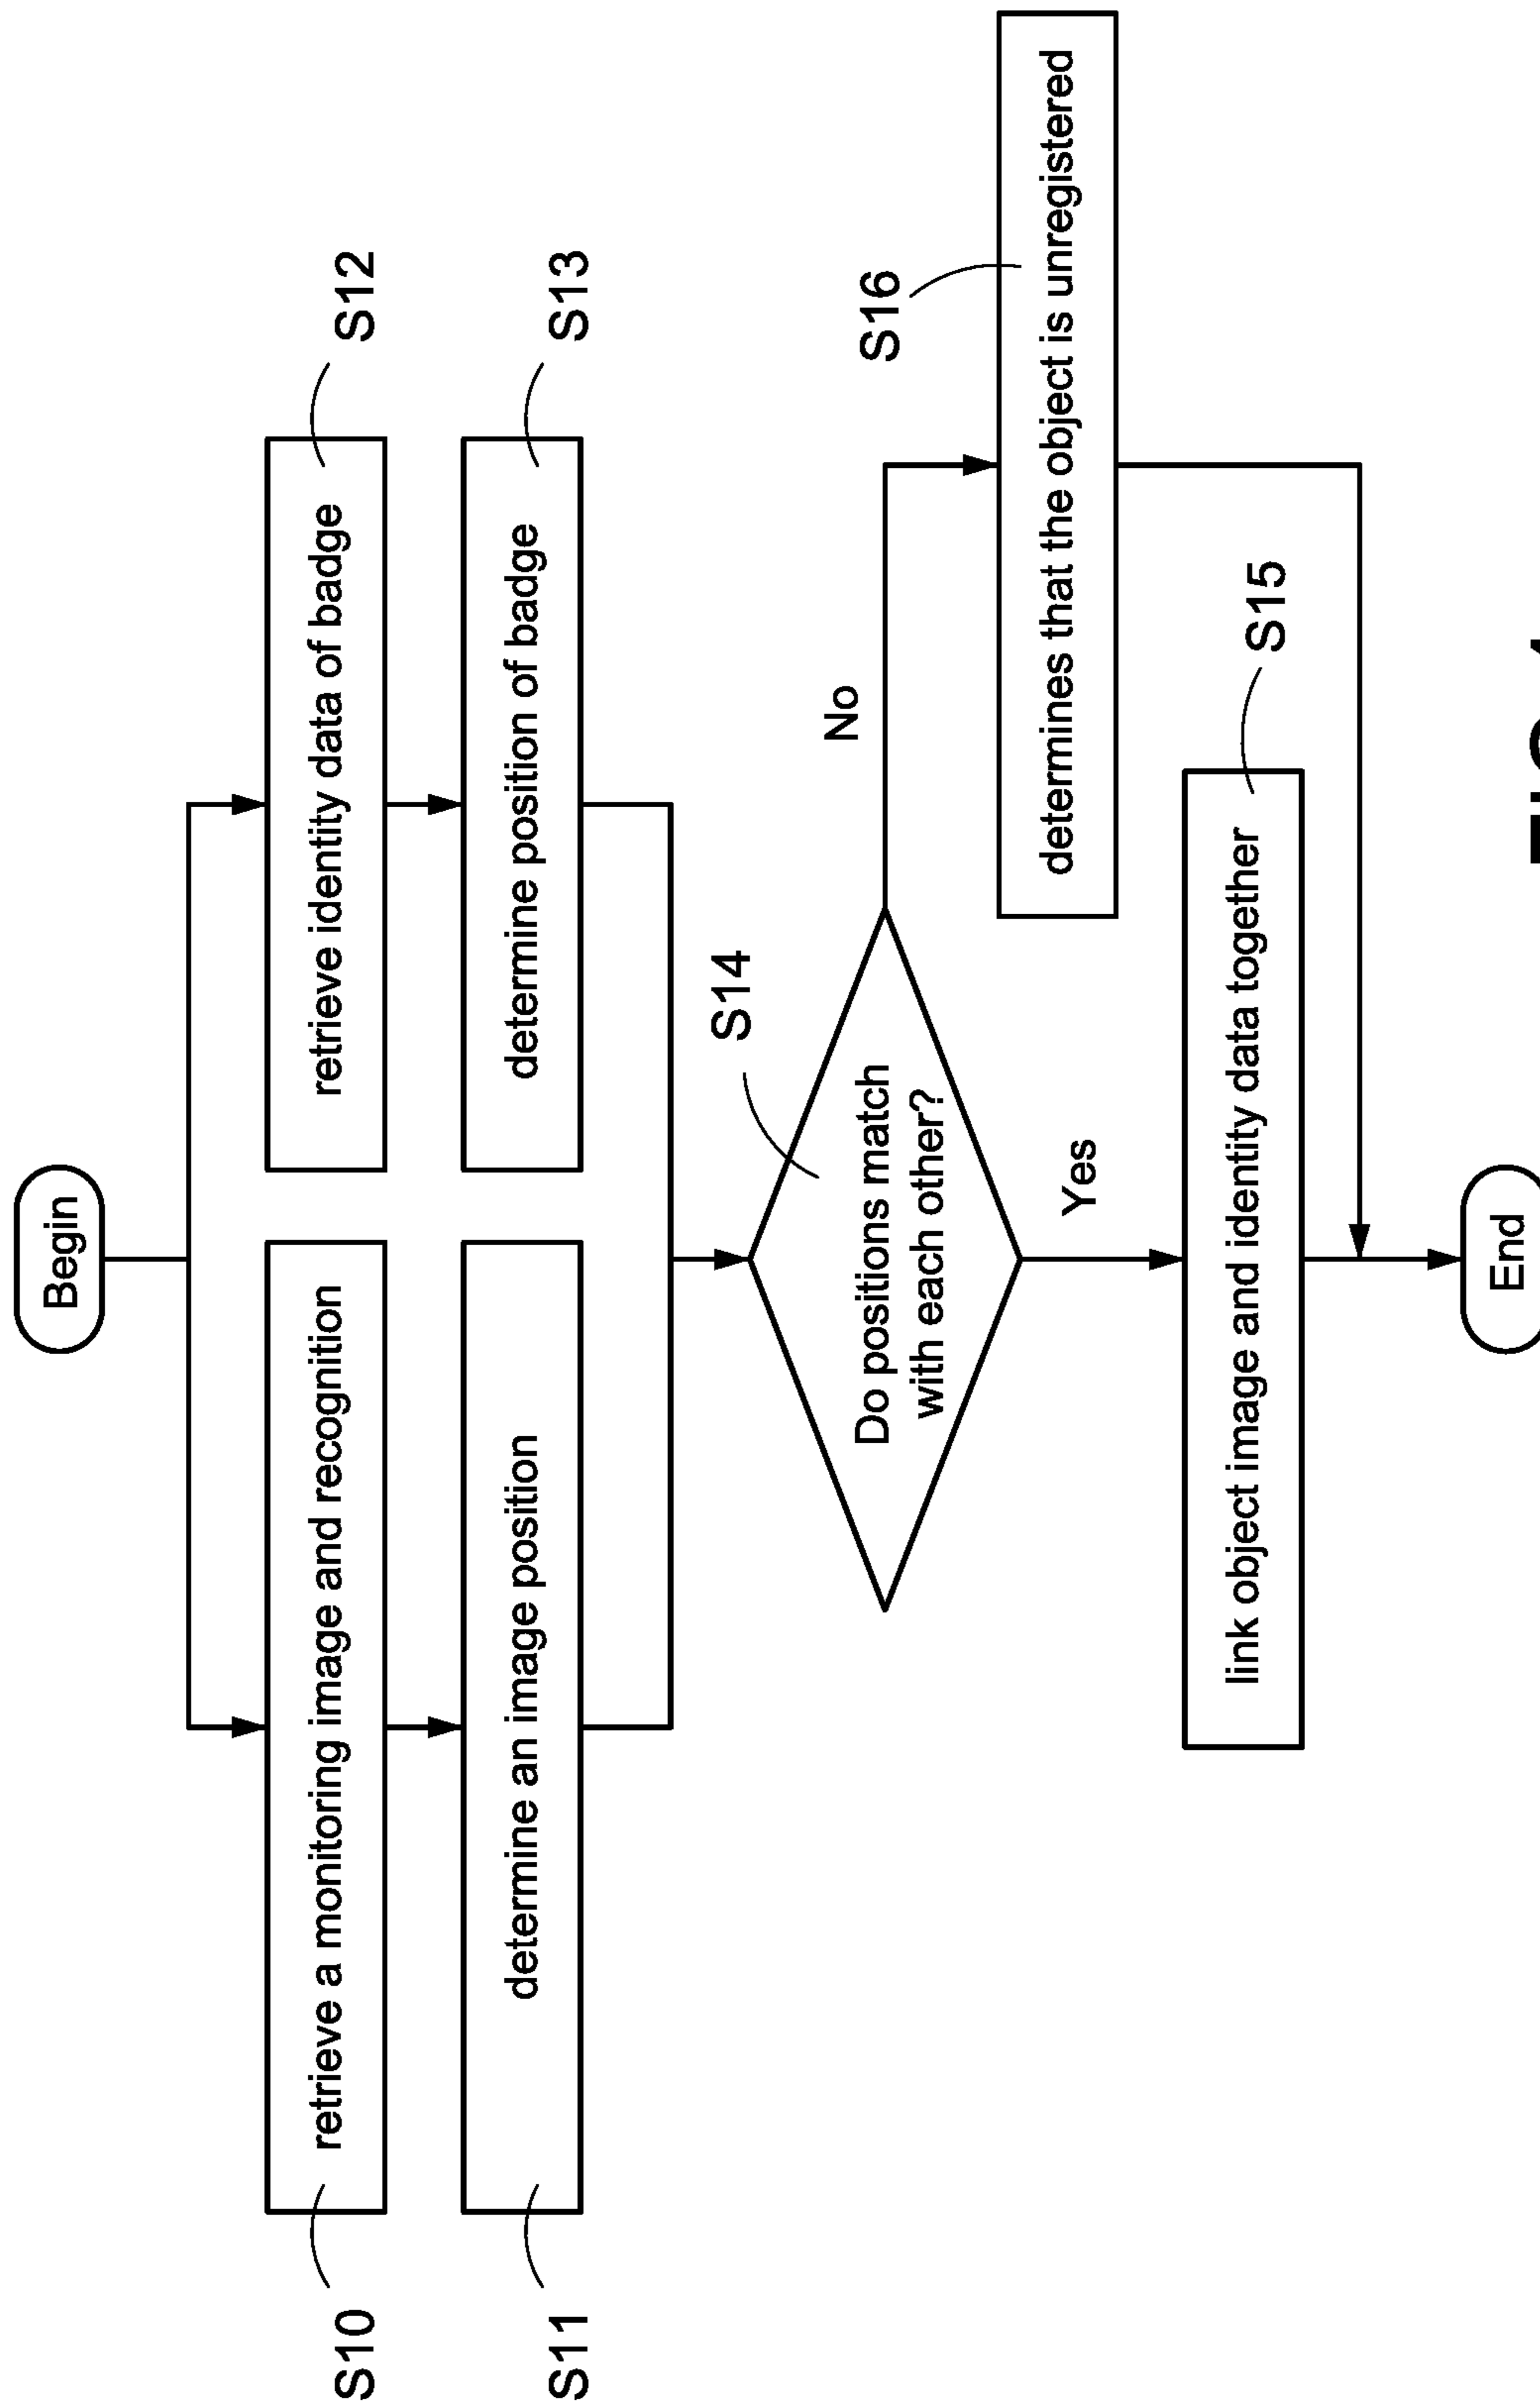 Begin
S10
retrieve a monitoring image and recognition
retrieve identity data of badge
S12
S11
determine an image position
determine position of badge
S13
S14
Do positions match
with each other?
No
Yes
S16
determines that the object is unregistered
link object image and identity data together
S15
End